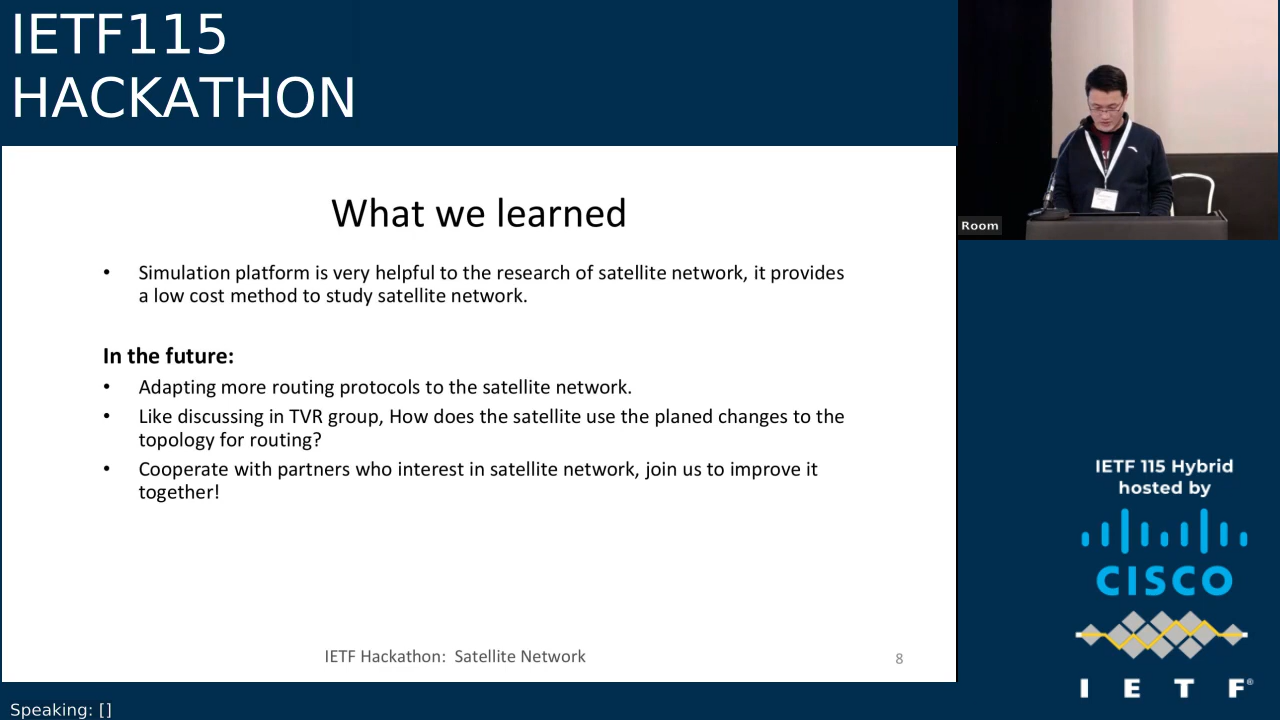 IETF115
HACKATHON
What we learned
• Simulation platform is very helpful to the research of satellite network, it provides
a low cost method to study satellite network.
In the future:
• Adapting more routing protocols to the satellite network.
• Like discussing in TVR group, How does the satellite use the planed changes to the
topology for routing?
• Cooperate with partners who interest in satellite network, join us to improve it
together!
IETF Hackathon: Satellite Network
8
Room
IETF 115 Hybrid
hosted by
CISCO
I E T F®
Speaking: []